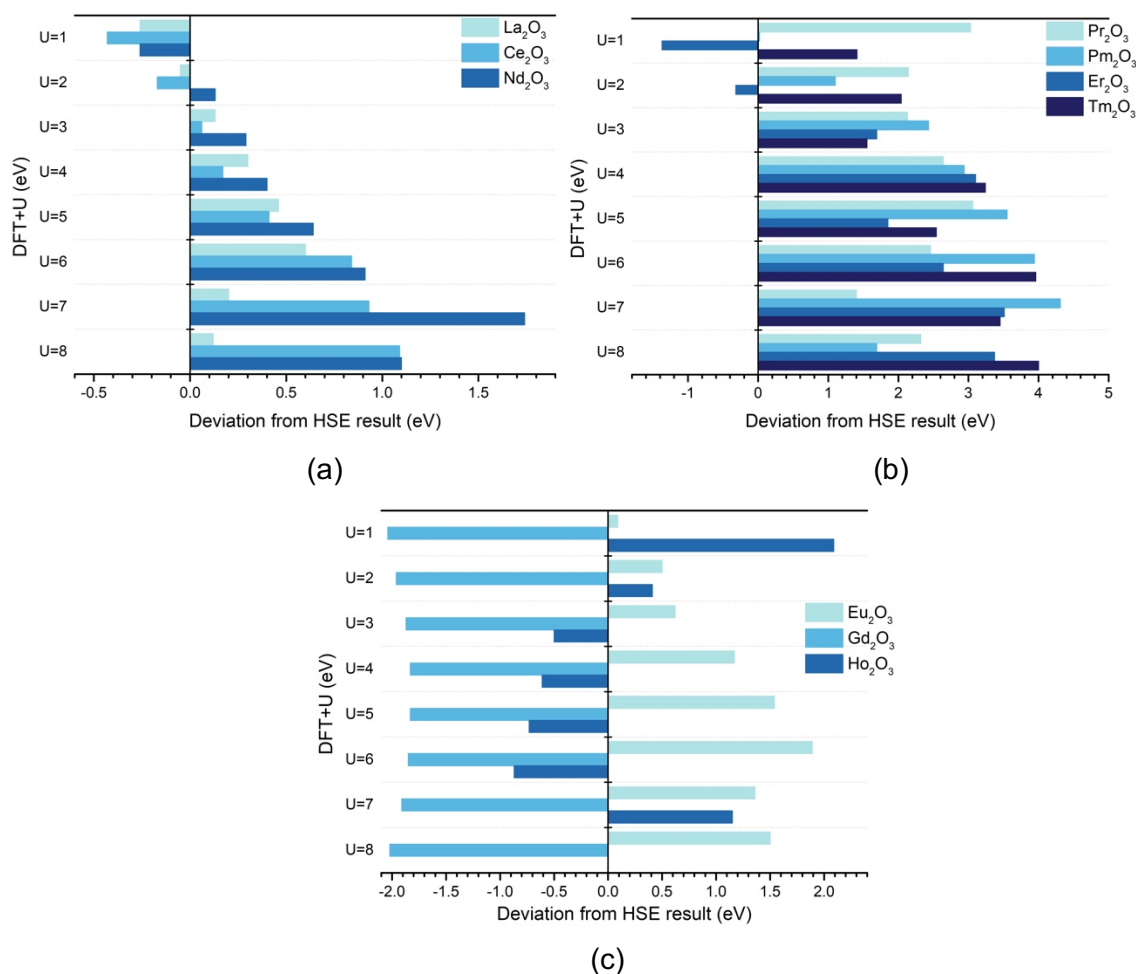 U=1
U=2
U=3
U=4
U=5
U=6
U=7
U=8
DFT+U (eV)
La₂O₃
Ce₂O₃
Nd₂O₃
-0.5 0.0 0.5 1.0 1.5
Deviation from HSE result (eV)
(a)
U=1
U=2
U=3
U=4
U=5
U=6
U=7
U=8
DFT+U (eV)
Pr₂O₃
Pm₂O₃
Er₂O₃
Tm₂O₃
-1 0 1 2 3 4 5
Deviation from HSE result (eV)
(b)
U=1
U=2
U=3
U=4
U=5
U=6
U=7
U=8
DFT+U (eV)
Eu₂O₃
Gd₂O₃
Ho₂O₃
-2.0 -1.5 -1.0 -0.5 0.0 0.5 1.0 1.5 2.0
Deviation from HSE result (eV)
(c)